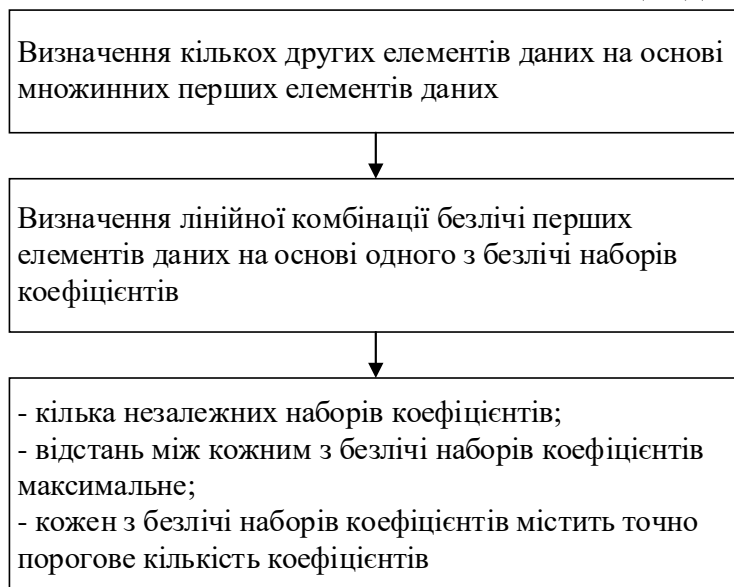 Визначення кількох других елементів даних на основі
множинних перших елементів даних
Визначення лінійної комбінації безлічі перших
елементів даних на основі одного з безлічі наборів
коефіцієнтів
- кілька незалежних наборів коефіцієнтів;
- відстань між кожним з безлічі наборів коефіцієнтів
максимальне;
- кожен з безлічі наборів коефіцієнтів містить точно
порогове кількість коефіцієнтів